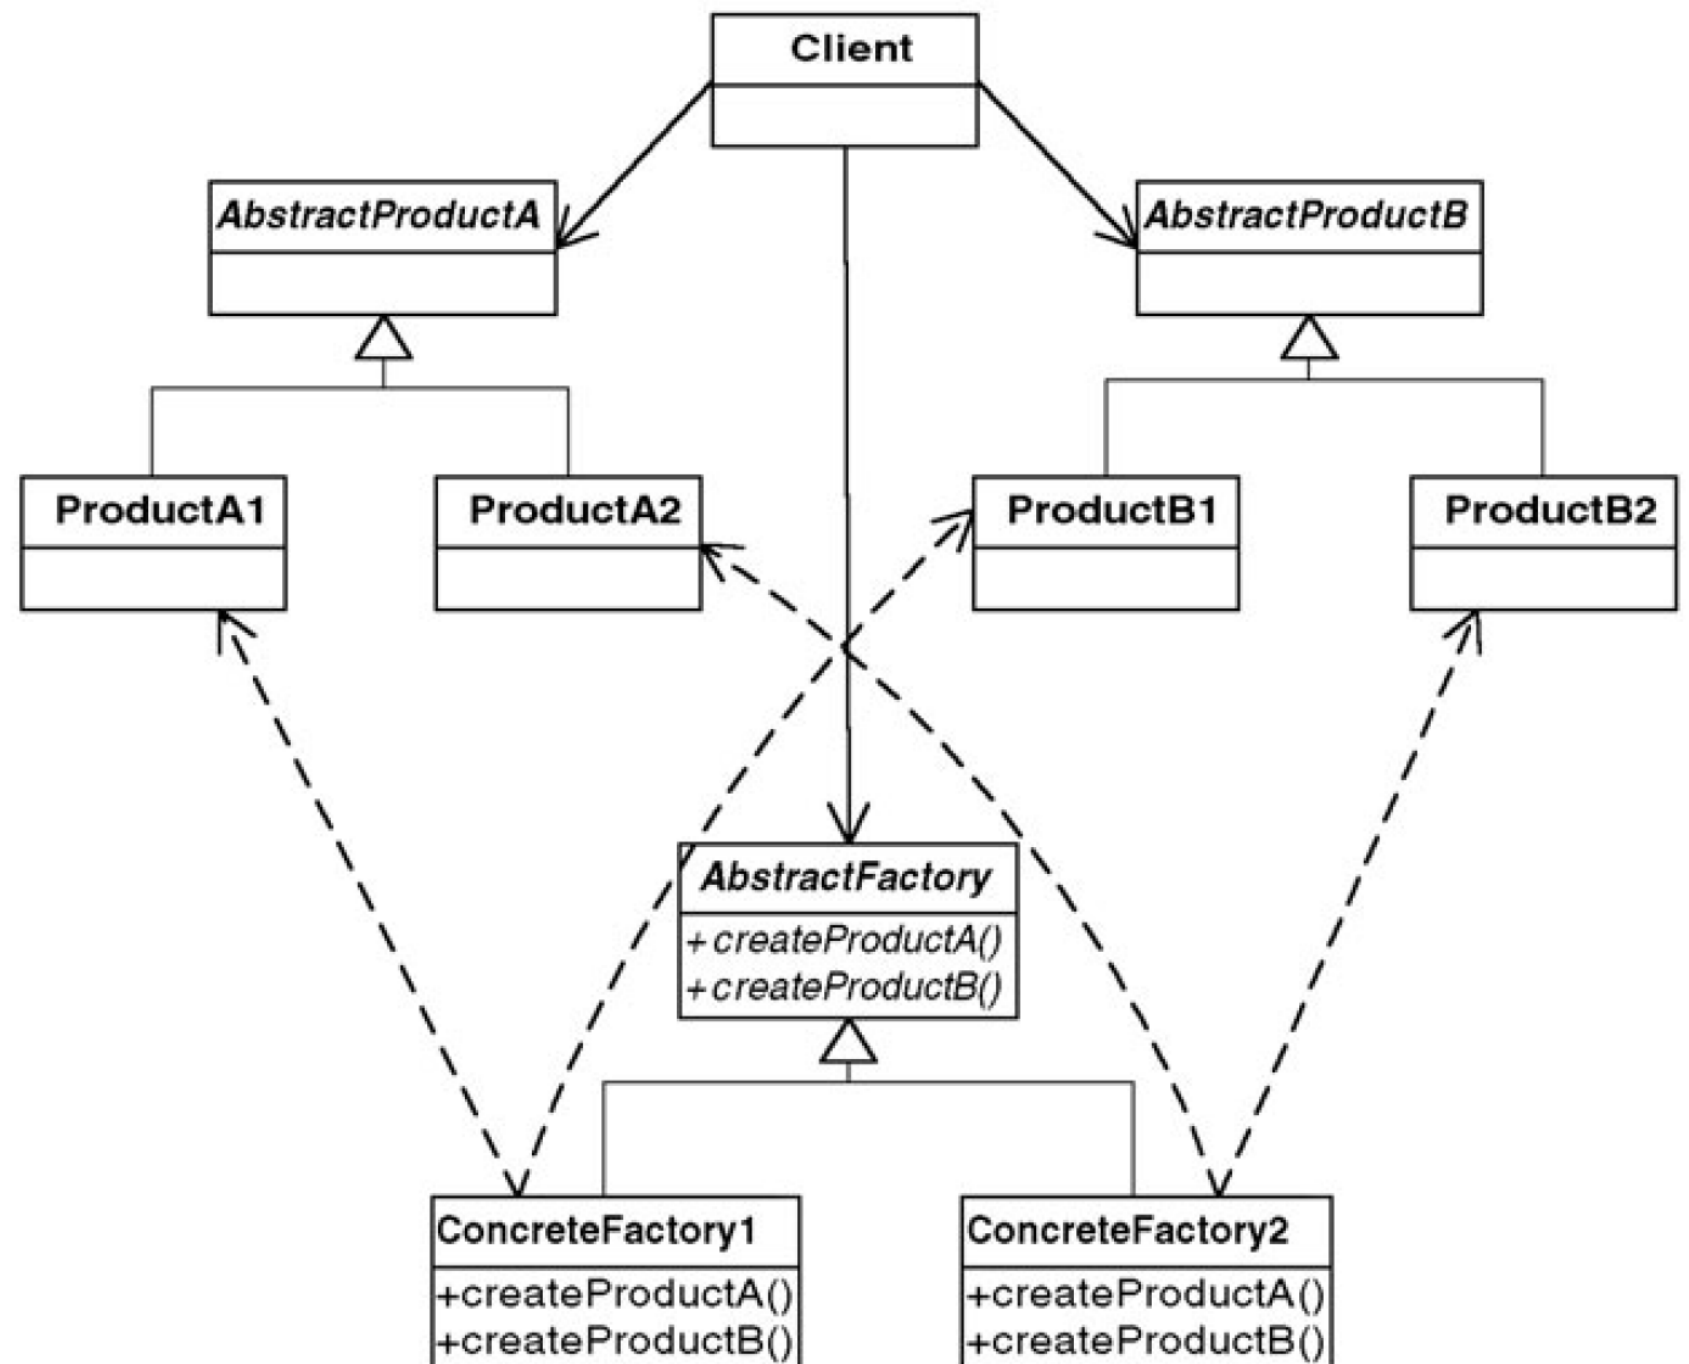 Client
AbstractProductA
AbstractProductB
ProductA1
ProductA2
ProductB1
ProductB2
AbstractFactory
+createProductA()
+createProductB()
ConcreteFactory1
+createProductA()
+createProductB()
ConcreteFactory2
+createProductA()
+createProductB()